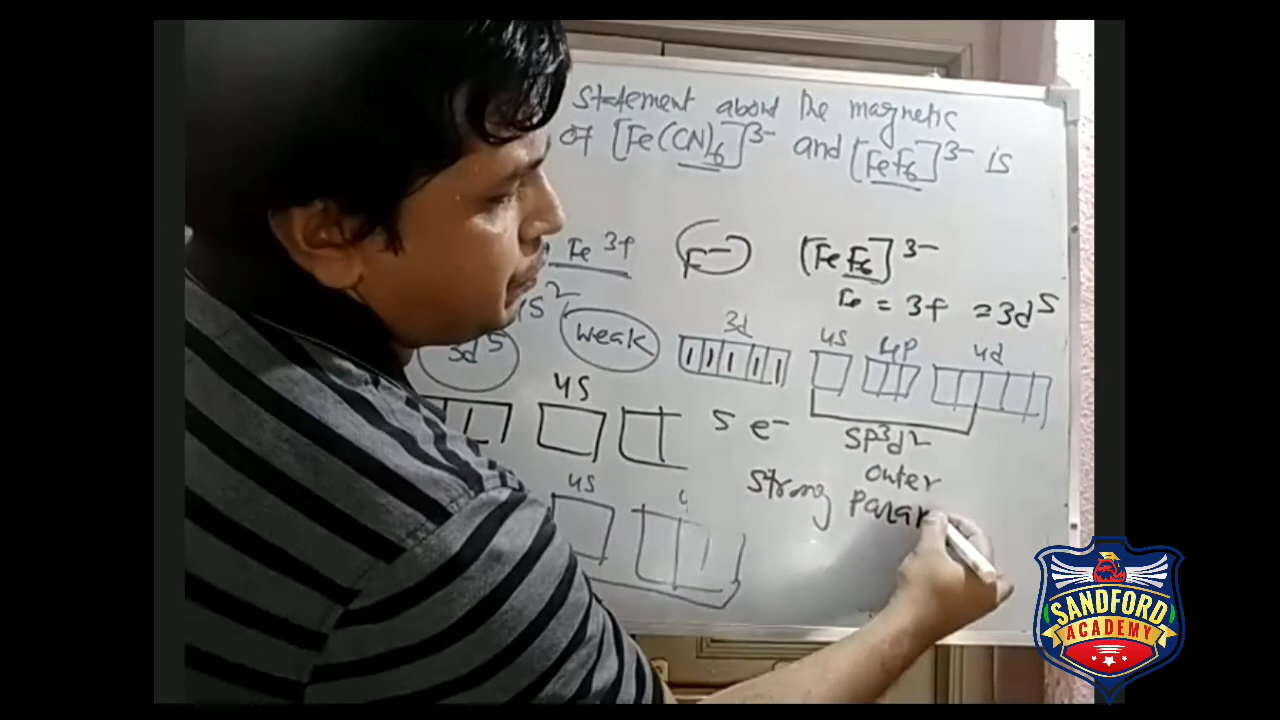 statement about the magnetic
of [Fe(CN)6]3- and [FeF6]3- is
Fe 3+ F- [FeF6]3-
Fe = 3+ = 3d5
3d5 weak 3d 4S 4P 4d
4S 5 e- SP3d2
Strong Outer
4S Param
SANDFORD
ACADEMY